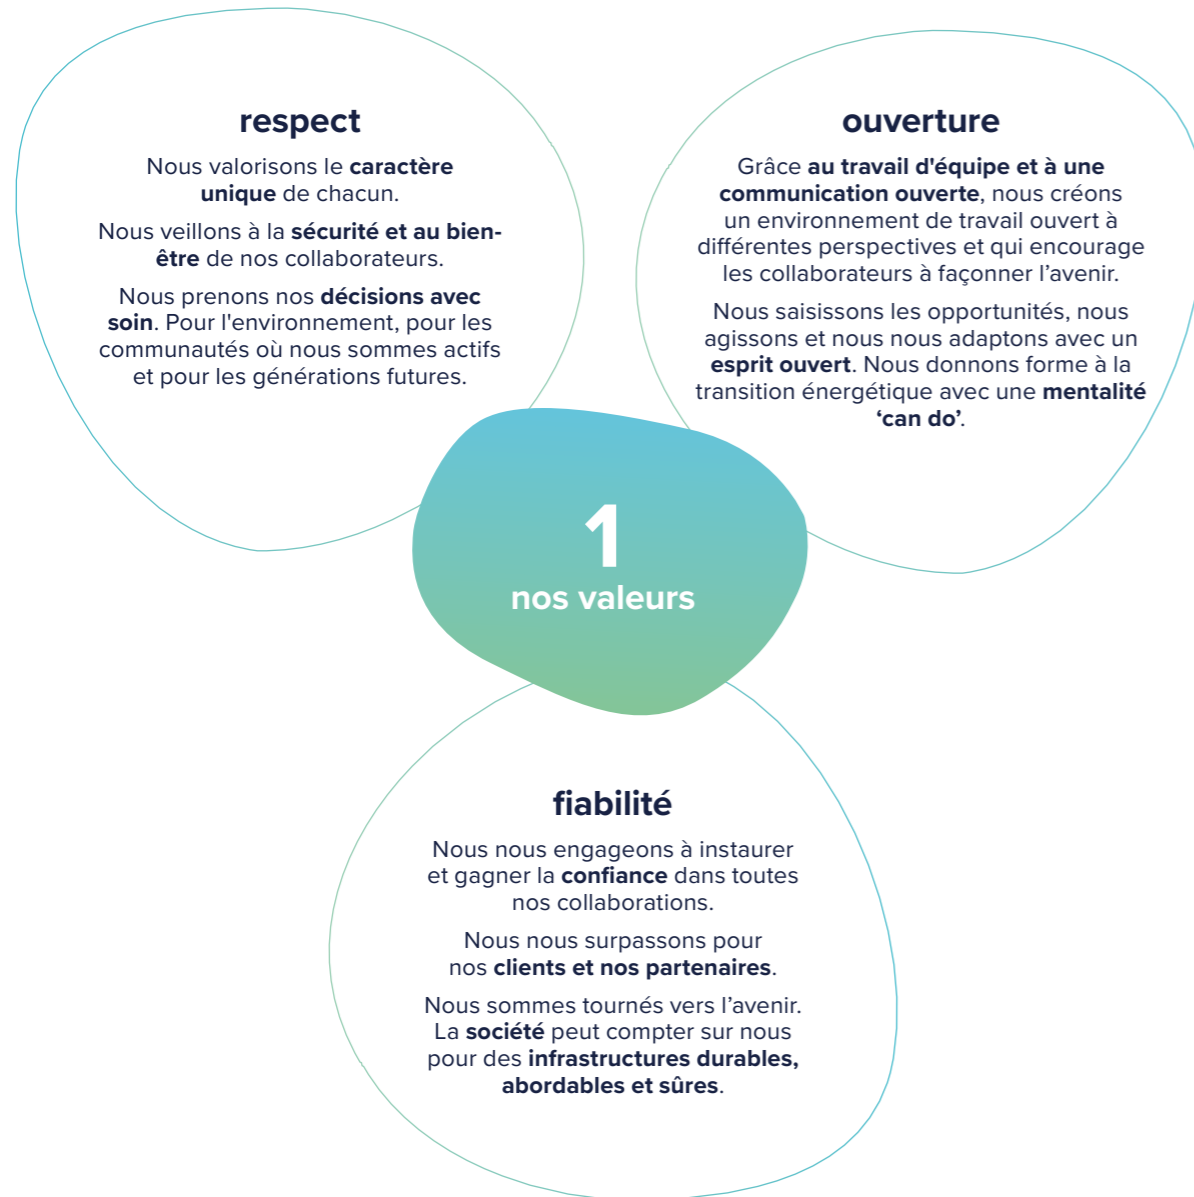 respect
Nous valorisons le caractère
unique de chacun.
Nous veillons à la sécurité et au bien-
être de nos collaborateurs.
Nous prenons nos décisions avec
soin. Pour l'environnement, pour les
communautés où nous sommes actifs
et pour les générations futures.
ouverture
Grâce au travail d'équipe et à une
communication ouverte, nous créons
un environnement de travail ouvert à
différentes perspectives et qui encourage
les collaborateurs à façonner l’avenir.
Nous saisissons les opportunités, nous
agissons et nous nous adaptons avec un
esprit ouvert. Nous donnons forme à la
transition énergétique avec une mentalité
‘can do’.
1
nos valeurs
fiabilité
Nous nous engageons à instaurer
et gagner la confiance dans toutes
nos collaborations.
Nous nous surpassons pour
nos clients et nos partenaires.
Nous sommes tournés vers l’avenir.
La société peut compter sur nous
pour des infrastructures durables,
abordables et sûres.